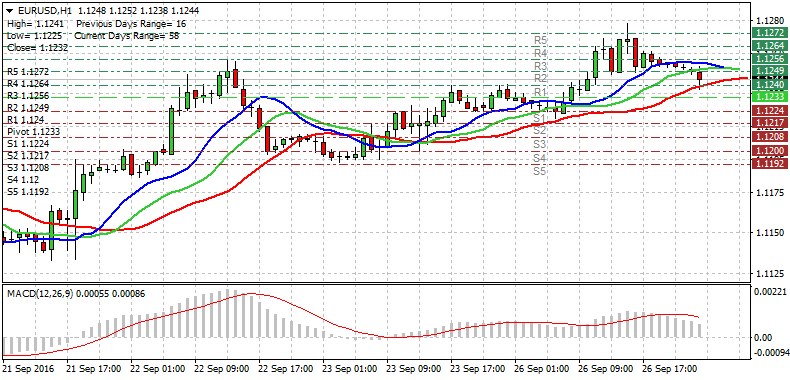 EURUSD,H1 1.1248 1.1252 1.1238 1.1244
High= 1.1241 Previous Days Range= 16
Low= 1.1225 Current Days Range= 58
Close= 1.1232
R5 1.1272
R4 1.1264
R3 1.1256
R2 1.1249
R1 1.124
Pivot 1.1233
S1 1.1224
S2 1.1217
S3 1.1208
S4 1.12
S5 1.1192
R5
R4
R3
R2
R1
S1
S2
S3
S4
S5
1.1280
1.1272
1.1264
1.1256
1.1249
1.1240
1.1233
1.1224
1.1217
1.1208
1.1200
1.1192
1.1175
1.1150
1.1125
MACD(12,26,9) 0.00055 0.00086
0.00221
0.00
-0.00094
21 Sep 2016
21 Sep 17:00
22 Sep 01:00
22 Sep 09:00
22 Sep 17:00
23 Sep 01:00
23 Sep 09:00
23 Sep 17:00
26 Sep 01:00
26 Sep 09:00
26 Sep 17:00